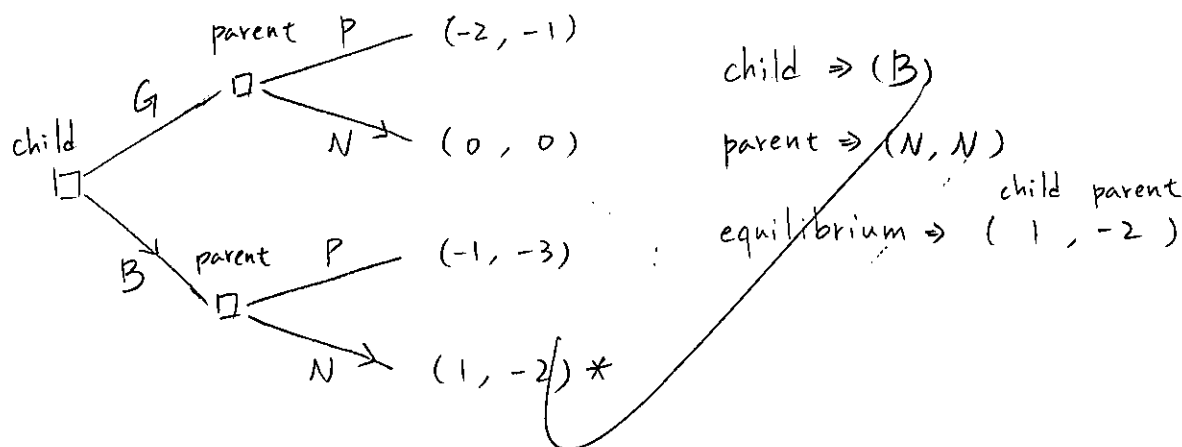 parent P (-2, -1)
G
N (0, 0)
child
B parent P (-1, -3)
N (1, -2) *
child ⇒ (B)
parent ⇒ (N, N)
child parent
equilibrium ⇒ (1, -2)